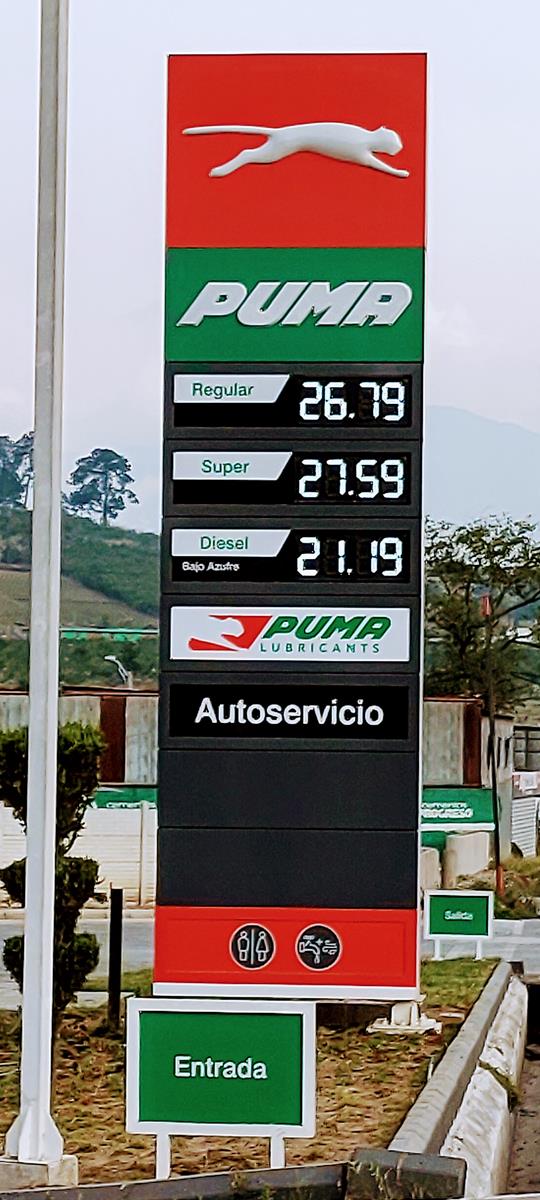 PUMA
Regular 26.79
Super 27.59
Diesel 21.19
Bajo Azufre
PUMA
LUBRICANTS
Autoservicio
Salida
Entrada